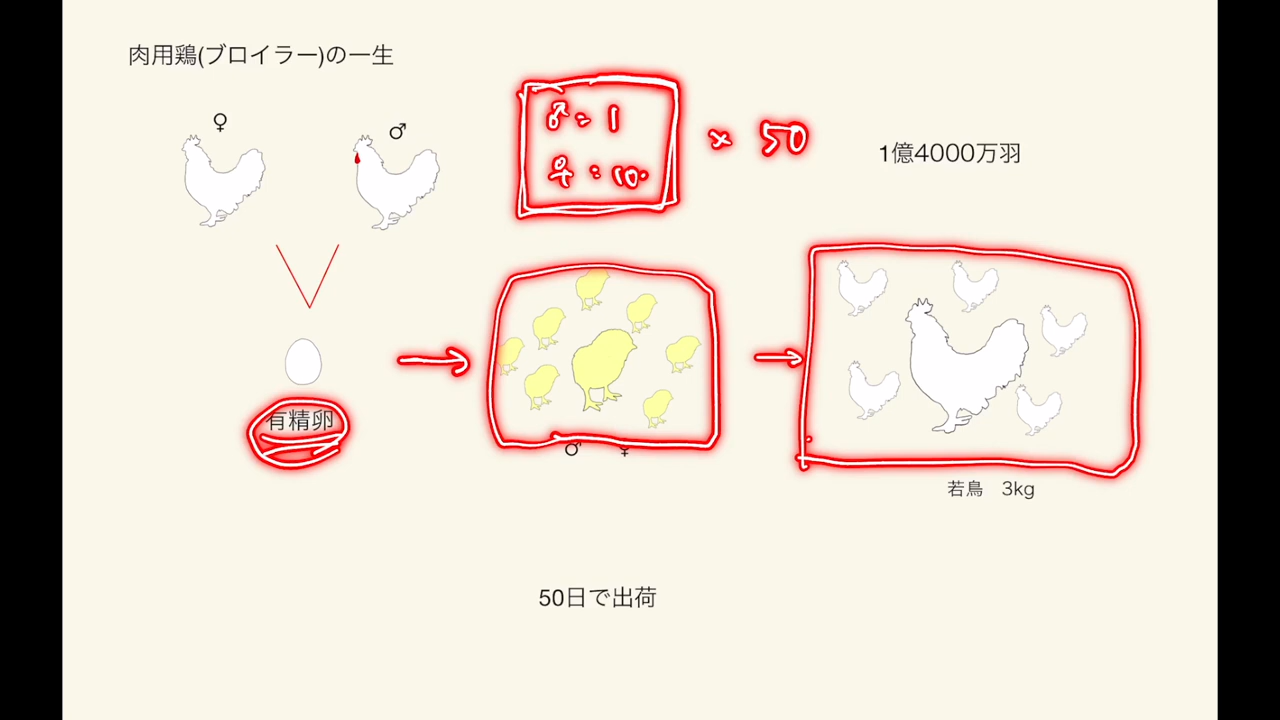 肉用鶏(ブロイラー)の一生
♀
♂
♂:1
♀:10.
× 50
1億4000万羽
有精卵
♂ ♀
若鳥 3kg
50日で出荷